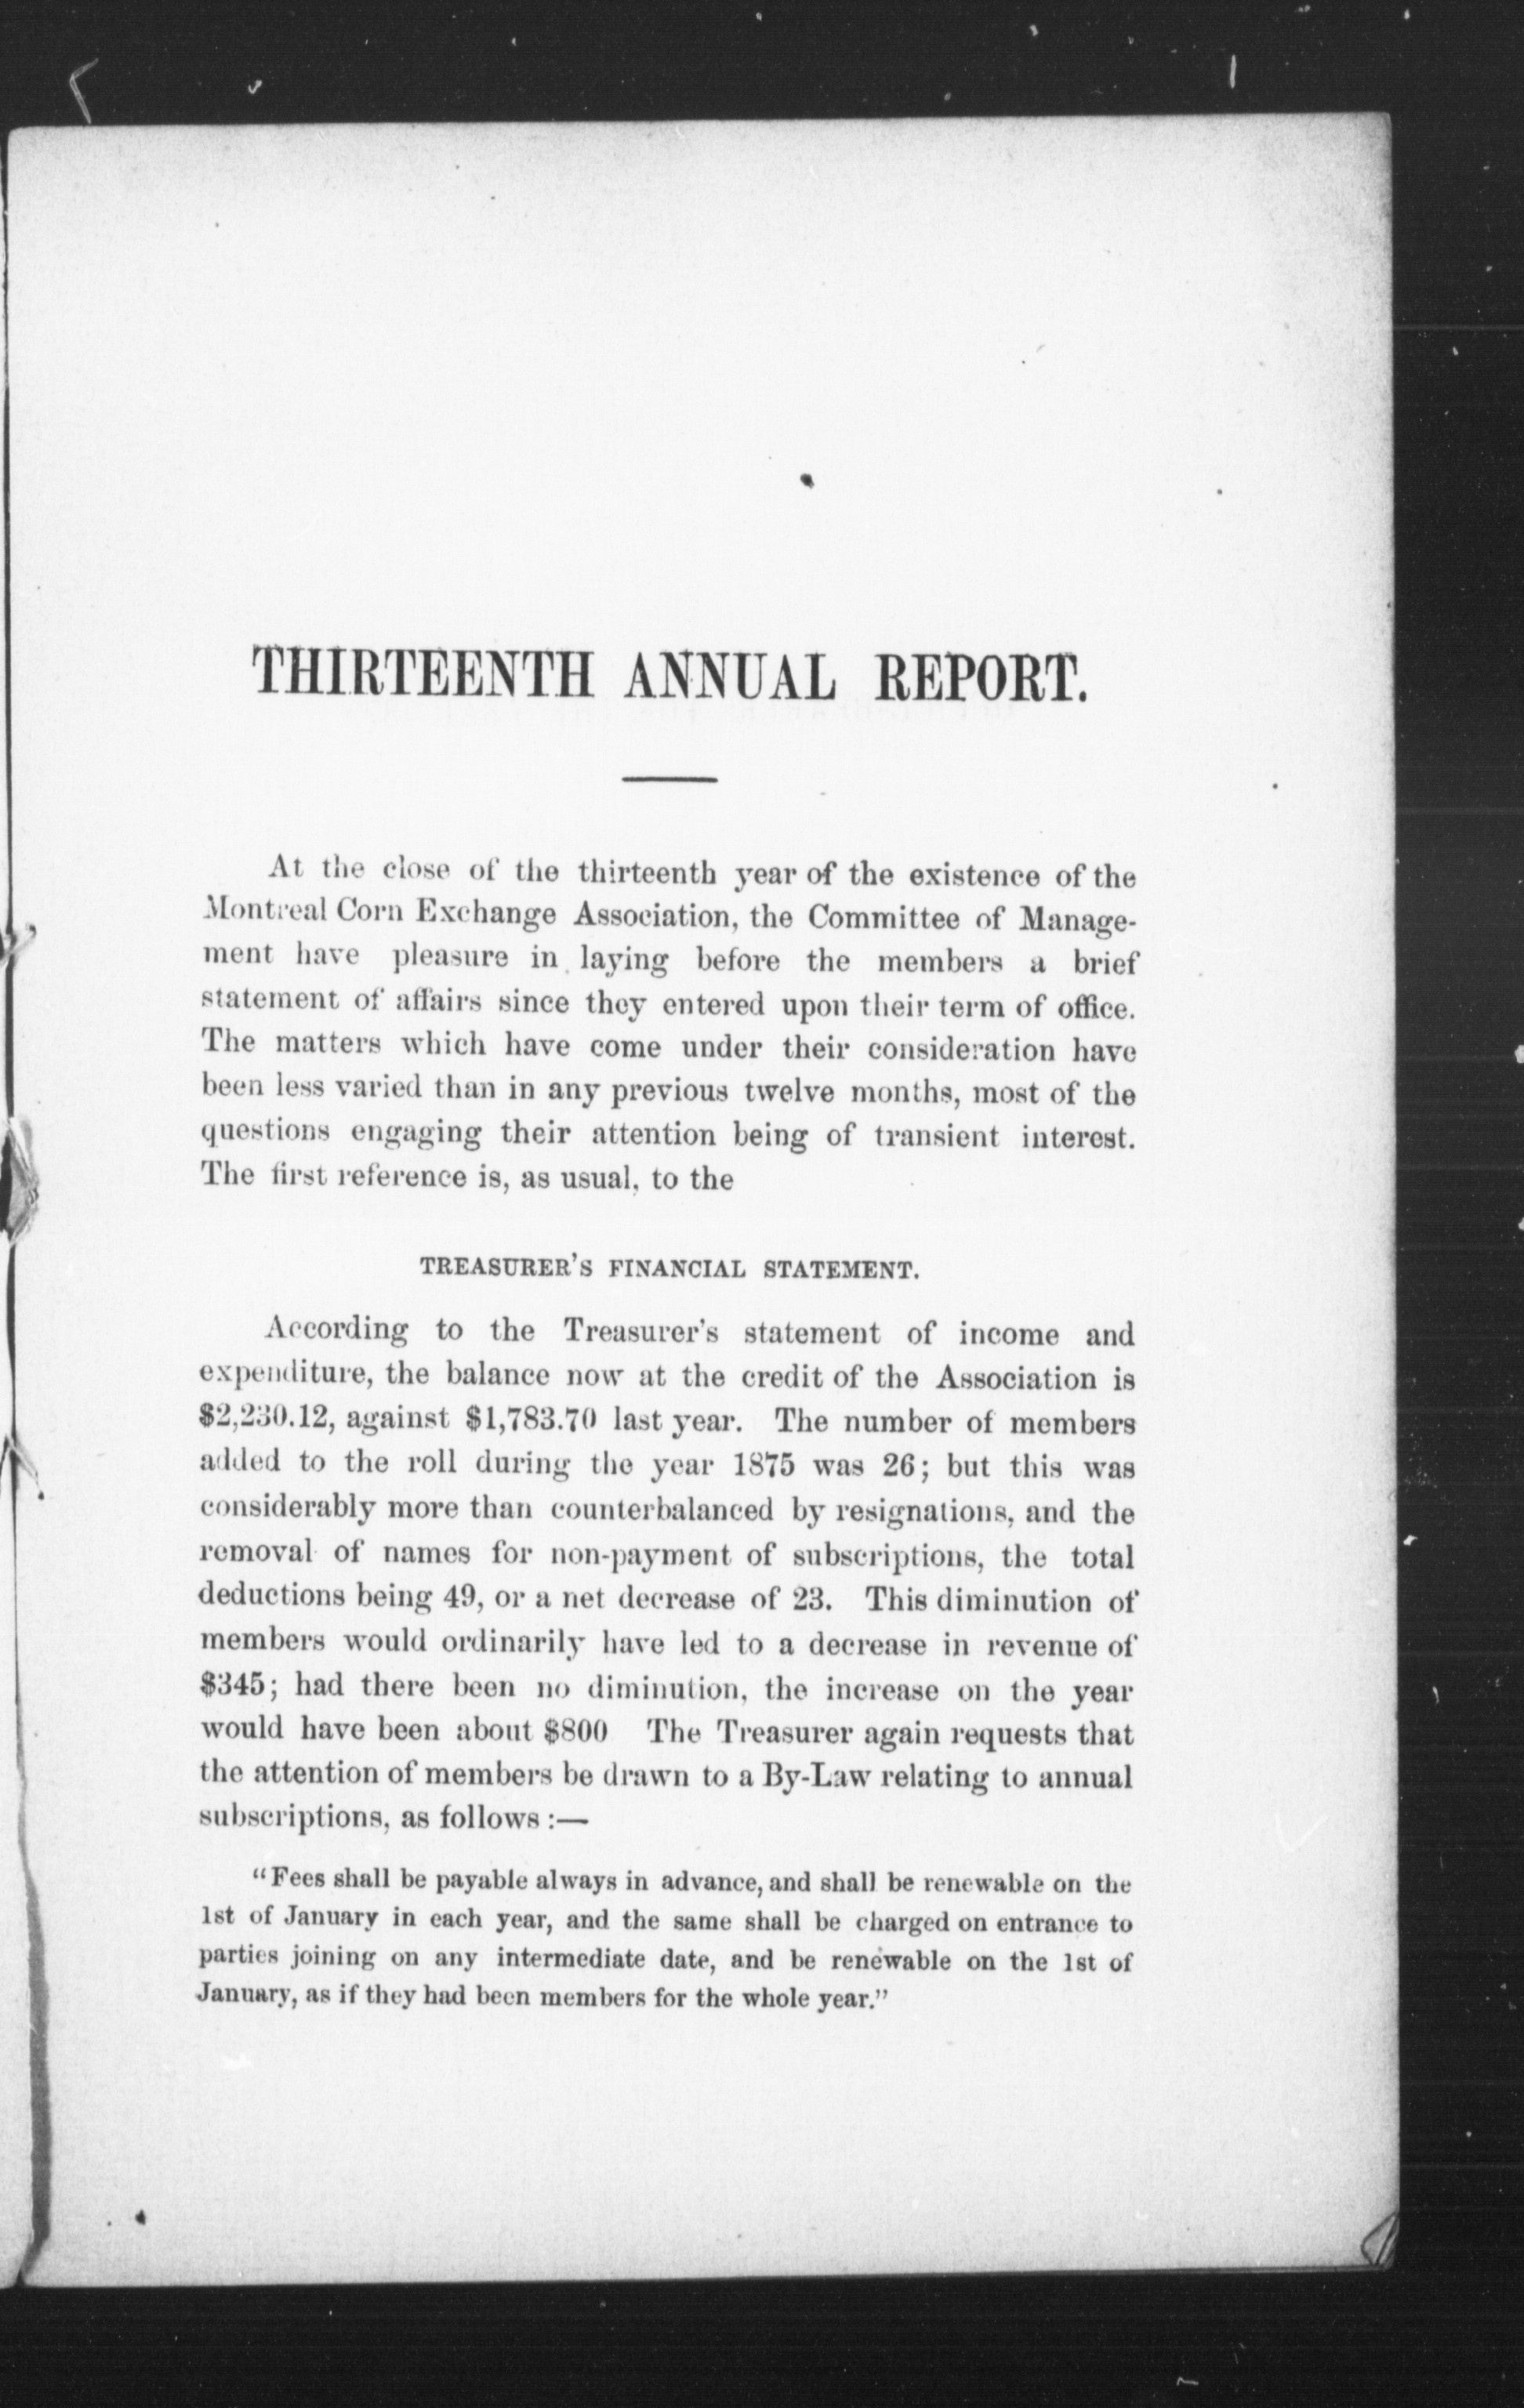 THIRTEENTH ANNUAL REPORT.
At the close of the thirteenth year of the existence of the
Montreal Corn Exchange Association, the Committee of Manage-
ment have pleasure in laying before the members a brief
statement of affairs since they entered upon their term of office.
The matters which have come under their consideration have
been less varied than in any previous twelve months, most of the
questions engaging their attention being of transient interest.
The first reference is, as usual, to the
TREASURER'S FINANCIAL STATEMENT.
According to the Treasurer's statement of income and
expenditure, the balance now at the credit of the Association is
$2,230.12, against $1,783.70 last year. The number of members
added to the roll during the year 1875 was 26; but this was
considerably more than counterbalanced by resignations, and the
removal of names for non-payment of subscriptions, the total
deductions being 49, or a net decrease of 23. This diminution of
members would ordinarily have led to a decrease in revenue of
$345; had there been no diminution, the increase on the year
would have been about $800 The Treasurer again requests that
the attention of members be drawn to a By-Law relating to annual
subscriptions, as follows :—
"Fees shall be payable always in advance, and shall be renewable on the
1st of January in each year, and the same shall be charged on entrance to
parties joining on any intermediate date, and be renewable on the 1st of
January, as if they had been members for the whole year."